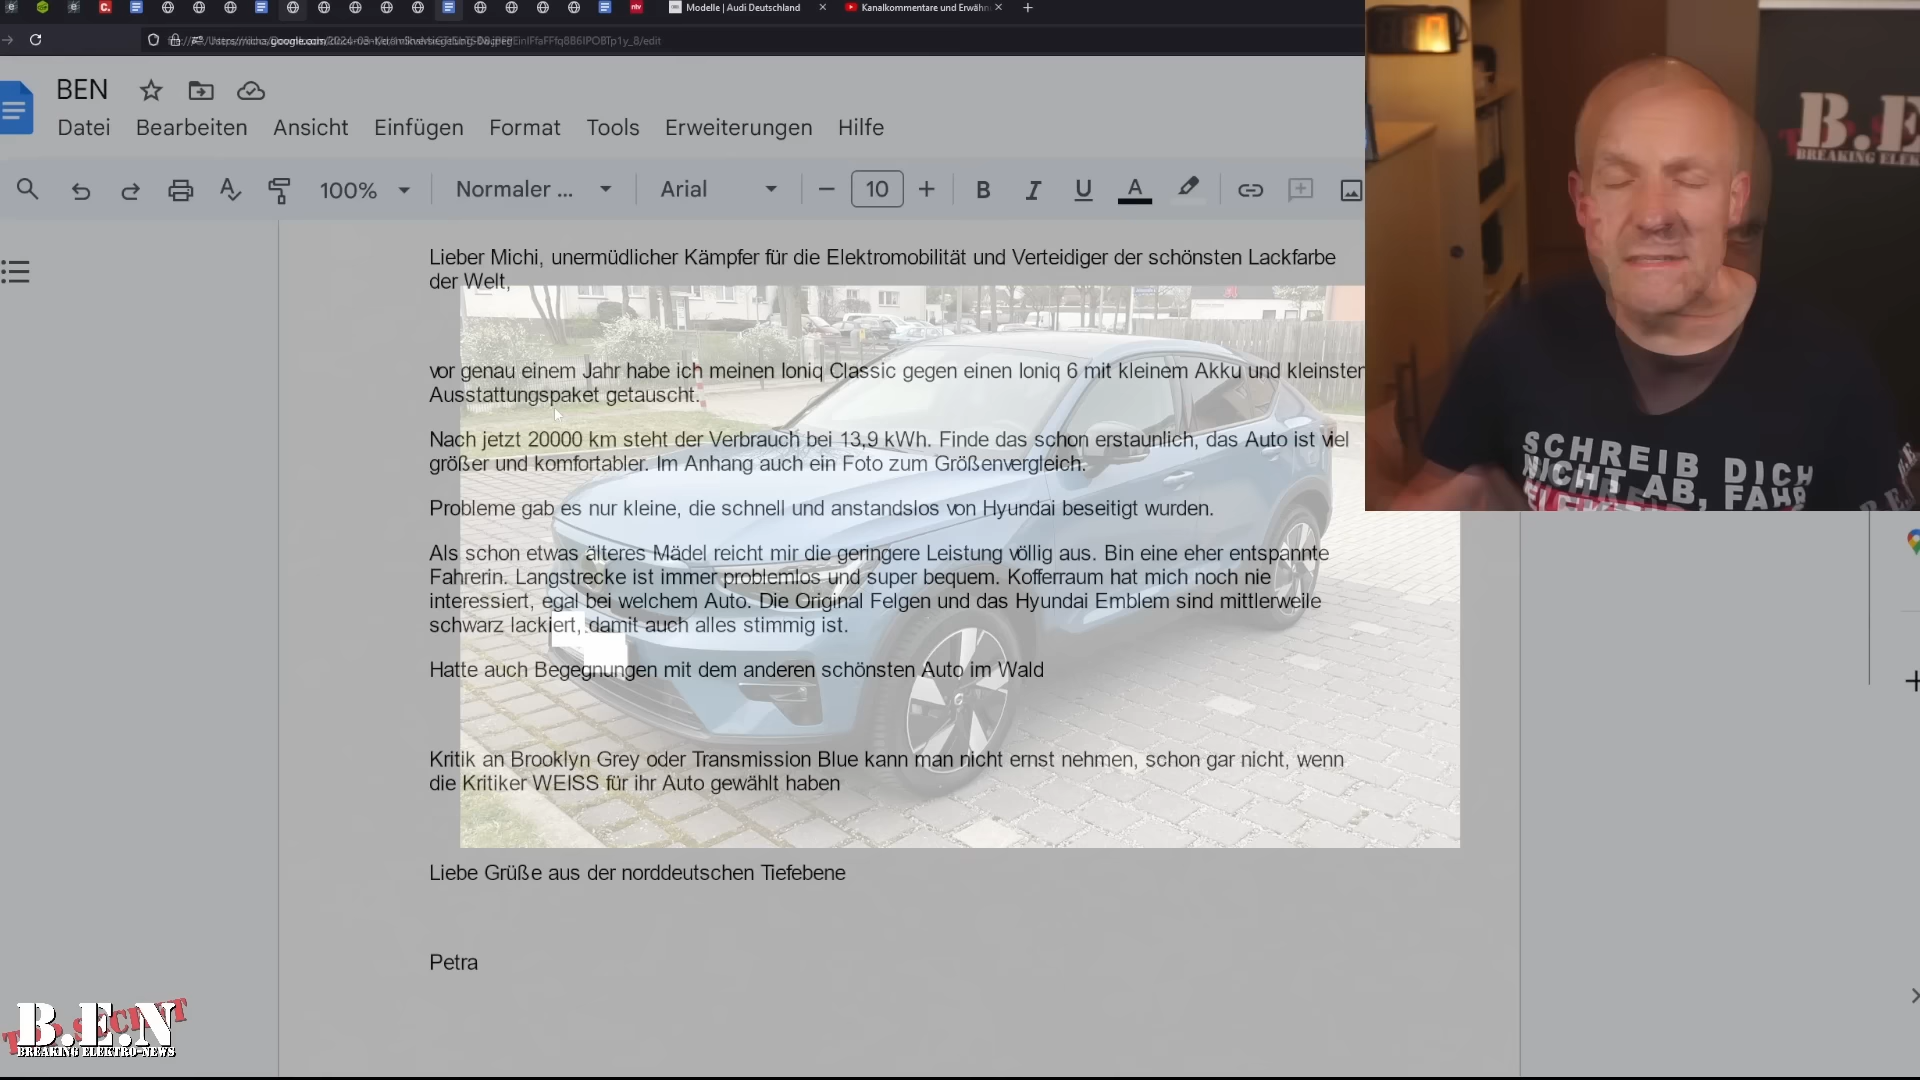 Modelle | Audi Deutschland
Kanalkommentare und Erwähn
BEN
Datei Bearbeiten Ansicht Einfügen Format Tools Erweiterungen Hilfe
100% Normaler ... Arial 10 B I U A
Lieber Michi, unermüdlicher Kämpfer für die Elektromobilität und Verteidiger der schönsten Lackfarbe
der Welt,
vor genau einem Jahr habe ich meinen Ioniq Classic gegen einen Ioniq 6 mit kleinem Akku und kleinsten
Ausstattungspaket getauscht.
Nach jetzt 20000 km steht der Verbrauch bei 13,9 kWh. Finde das schon erstaunlich, das Auto ist viel
größer und komfortabler. Im Anhang auch ein Foto zum Größenvergleich.
Probleme gab es nur kleine, die schnell und anstandslos von Hyundai beseitigt wurden.
Als schon etwas älteres Mädel reicht mir die geringere Leistung völlig aus. Bin eine eher entspannte
Fahrerin. Langstrecke ist immer problemlos und super bequem. Kofferraum hat mich noch nie
interessiert, egal bei welchem Auto. Die Original Felgen und das Hyundai Emblem sind mittlerweile
schwarz lackiert, damit auch alles stimmig ist.
Hatte auch Begegnungen mit dem anderen schönsten Auto im Wald
Kritik an Brooklyn Grey oder Transmission Blue kann man nicht ernst nehmen, schon gar nicht, wenn
die Kritiker WEISS für ihr Auto gewählt haben
Liebe Grüße aus der norddeutschen Tiefebene
Petra
B.E.N
BREAKING ELEK
SCHREIB DICH
NICHT AB, FAHR
B.E.N
TOP SECRET
BREAKING ELEKTRO-NEWS